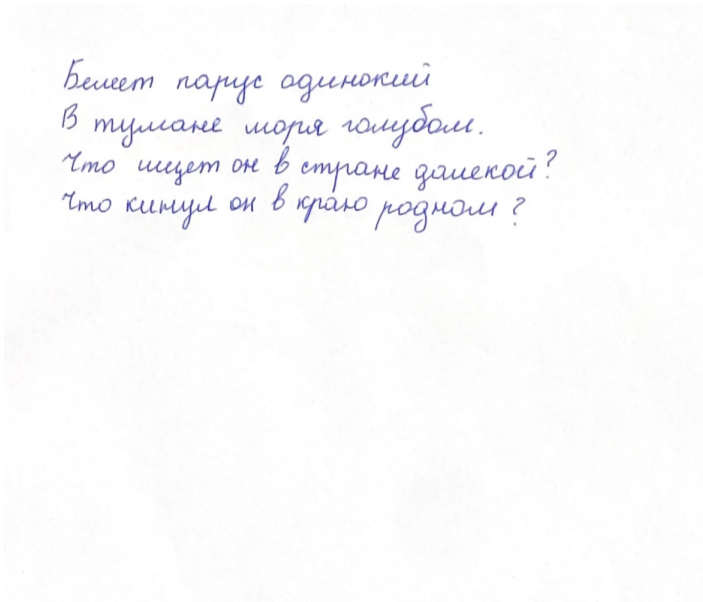 Белеет парус одинокий
В тумане моря голубом.
Что ищет он в стране далекой?
Что кинул он в краю родном?